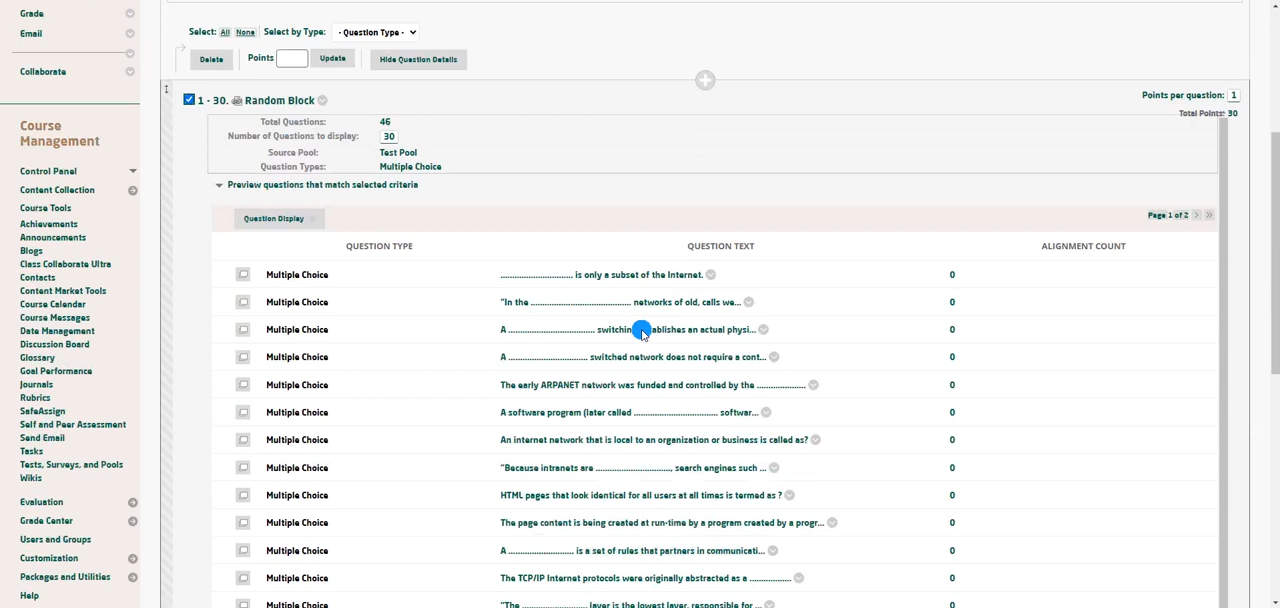 Grade
Email
Collaborate
Course
Management
Control Panel
Content Collection
Course Tools
Achievements
Announcements
Blogs
Class Collaborate Ultra
Contacts
Content Market Tools
Course Calendar
Course Messages
Date Management
Discussion Board
Glossary
Goal Performance
Journals
Rubrics
SafeAssign
Self and Peer Assessment
Send Email
Tasks
Tests, Surveys, and Pools
Wikis
Evaluation
Grade Center
Users and Groups
Customization
Packages and Utilities
Help
Select: All None Select by Type: - Question Type -
Delete Points Update Hide Question Details
1 - 30. Random Block
Points per question: 1
Total Points: 30
Total Questions: 46
Number of Questions to display: 30
Source Pool: Test Pool
Question Types: Multiple Choice
Preview questions that match selected criteria
Question Display
Page 1 of 2
QUESTION TYPE QUESTION TEXT ALIGNMENT COUNT
Multiple Choice ................................ is only a subset of the Internet. 0
Multiple Choice "In the ............................................ networks of old, calls we... 0
Multiple Choice A ...................................... switchin ablishes an actual physi... 0
Multiple Choice A ................................... switched network does not require a cont... 0
Multiple Choice The early ARPANET network was funded and controlled by the ..................... 0
Multiple Choice A software program (later called ..................................... softwar... 0
Multiple Choice An internet network that is local to an organization or business is called as? 0
Multiple Choice "Because intranets are ................................., search engines such ... 0
Multiple Choice HTML pages that look identical for all users at all times is termed as ? 0
Multiple Choice The page content is being created at run-time by a program created by a progr... 0
Multiple Choice A ............................. is a set of rules that partners in communicati... 0
Multiple Choice The TCP/IP Internet protocols were originally abstracted as a .................. 0
Multiple Choice "The ............................. layer is the lowest layer, responsible for ... 0